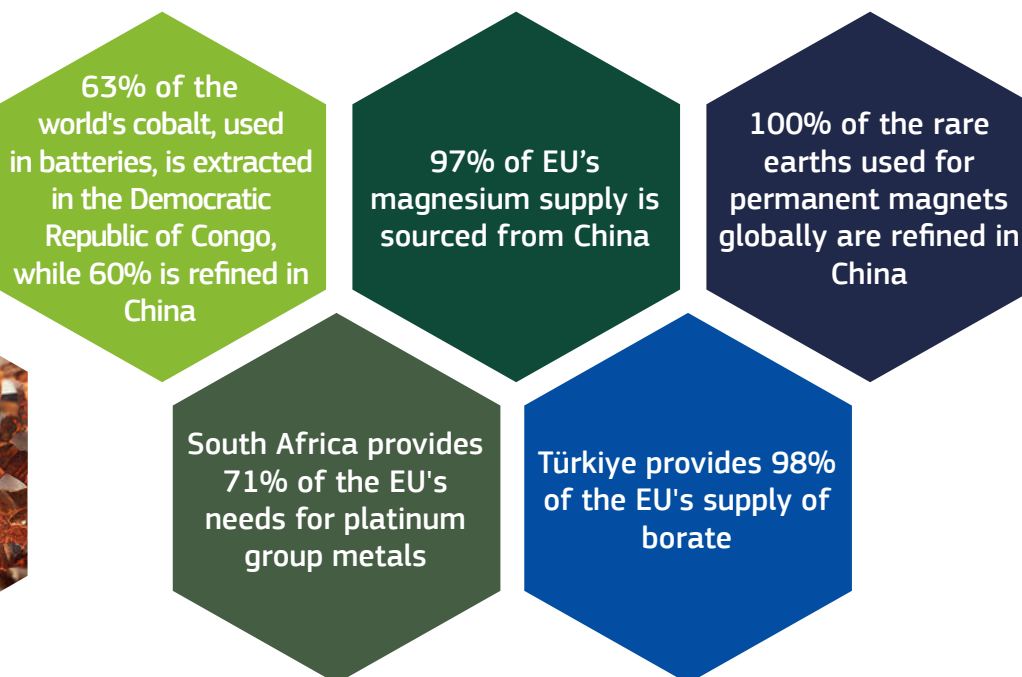 63% of the
world's cobalt, used
in batteries, is extracted
in the Democratic
Republic of Congo,
while 60% is refined in
China
97% of EU’s
magnesium supply is
sourced from China
100% of the rare
earths used for
permanent magnets
globally are refined in
China
South Africa provides
71% of the EU's
needs for platinum
group metals
Türkiye provides 98%
of the EU's supply of
borate